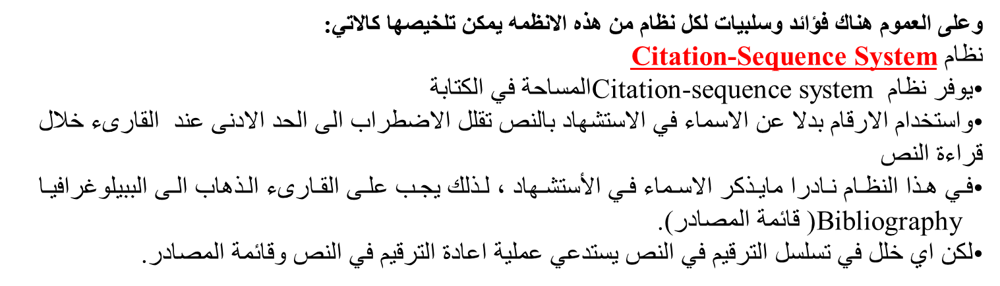 وعلى العموم هناك فؤائد وسلبيات لكل نظام من هذه الانظمه يمكن تلخيصها كالاتي:
نظام Citation-Sequence System
•يوفر نظام Citation-sequence systemالمساحة في الكتابة
•واستخدام الارقام بدلا عن الاسماء في الاستشهاد بالنص تقلل الاضطراب الى الحد الادنى عند القارىء خلال
قراءة النص
•في هذا النظام نادرا مايذكر الاسماء في الأستشهاد ، لذلك يجب على القارىء الذهاب الى الببيلوغرافيا
Bibliography( قائمة المصادر).
•لكن اي خلل في تسلسل الترقيم في النص يستدعي عملية اعادة الترقيم في النص وقائمة المصادر.